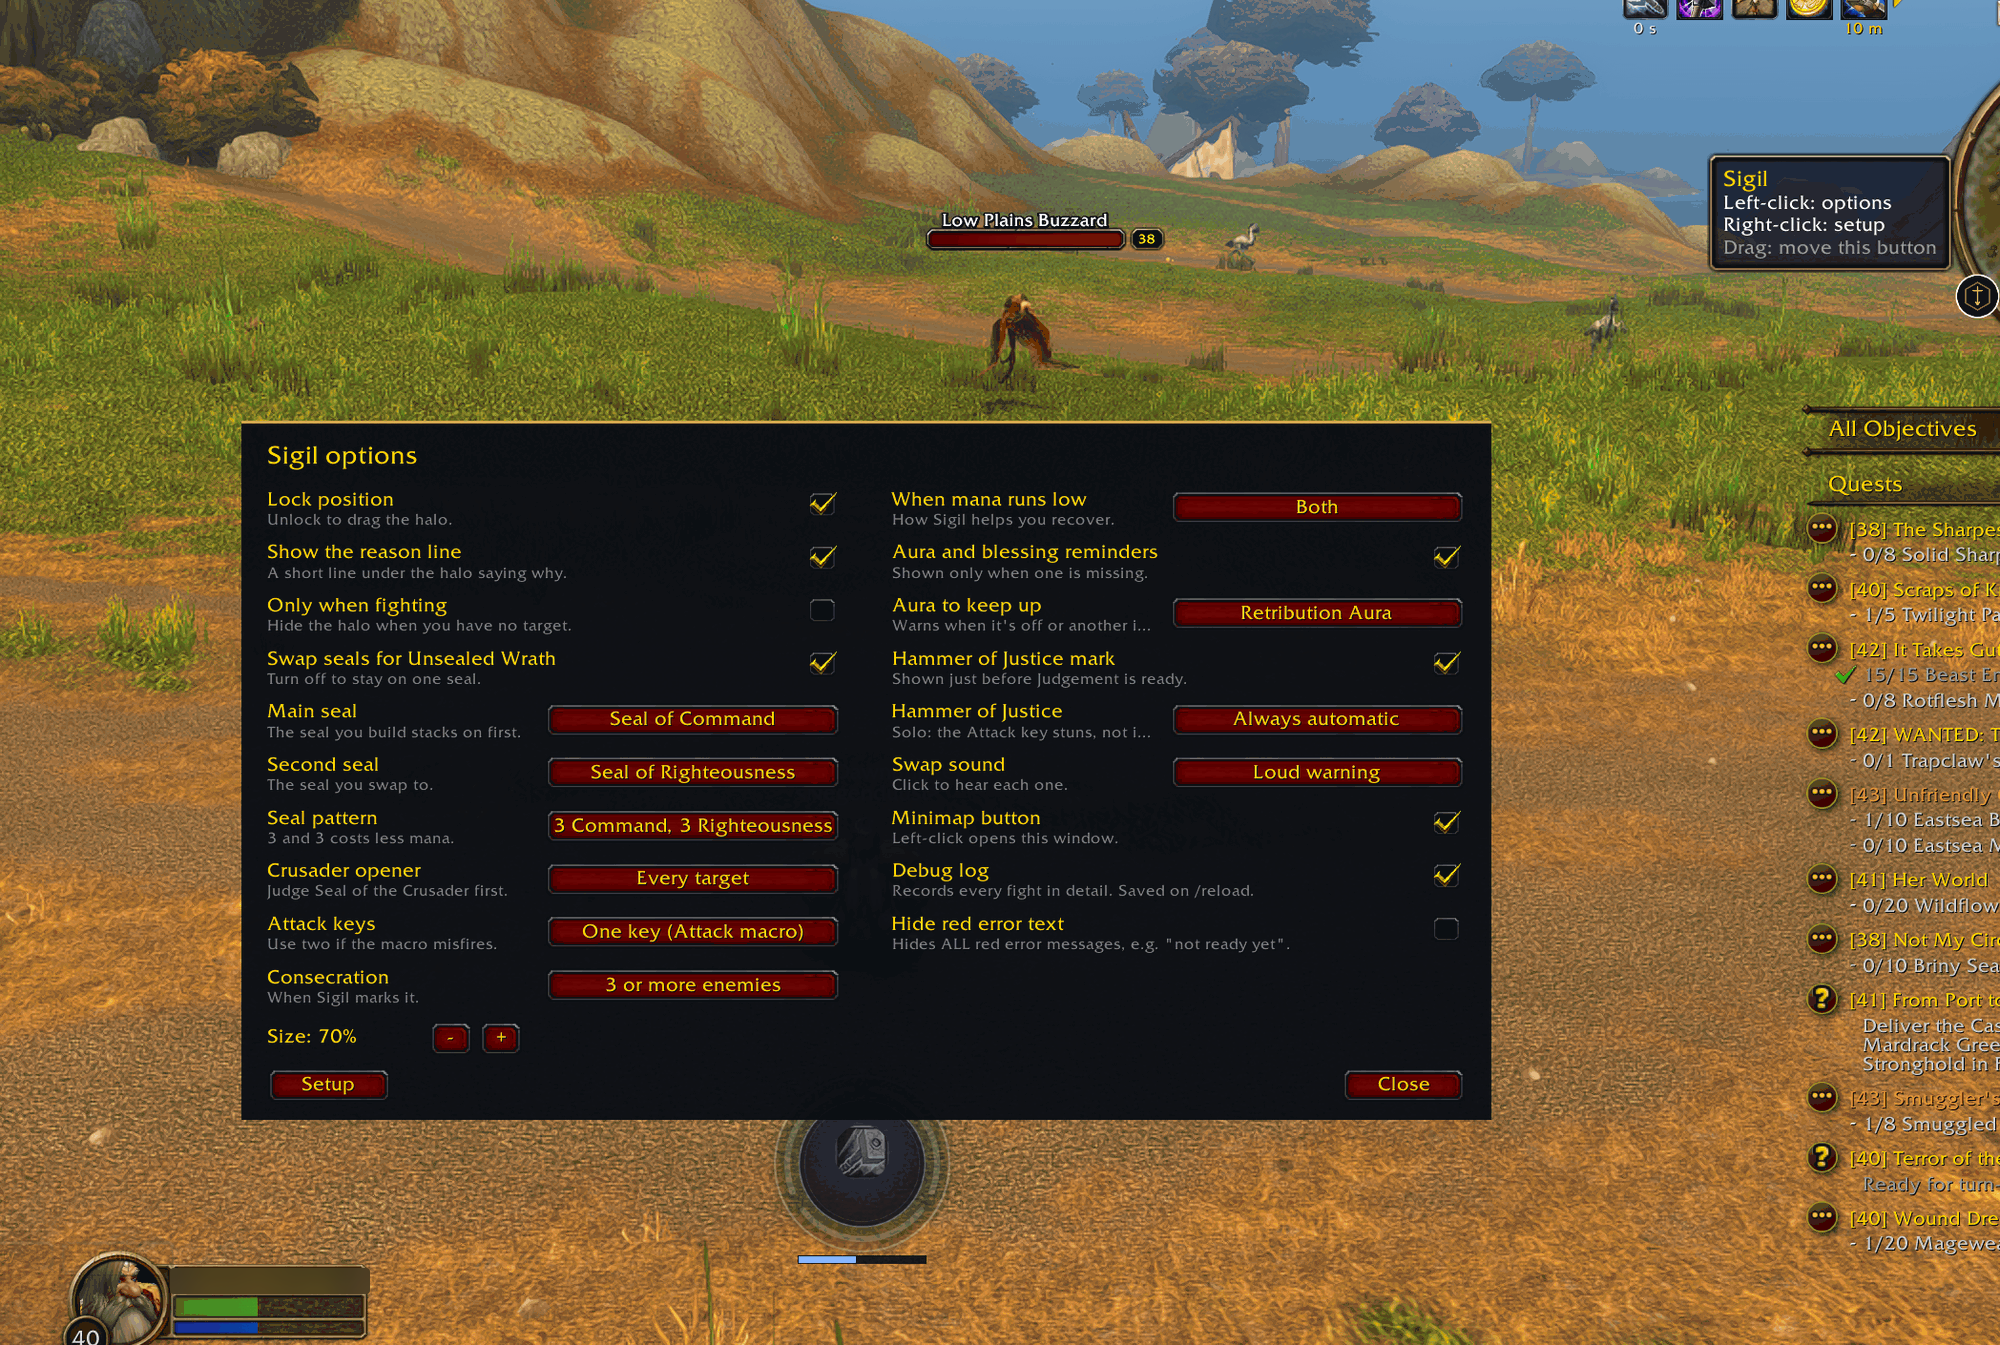 0 s
10 m
Sigil
Left-click: options
Right-click: setup
Drag: move this button
Low Plains Buzzard
38
All Objectives
Quests
[38] The Sharpes
- 0/8 Solid Sharp
[40] Scraps of K
- 1/5 Twilight Pa
[42] It Takes Gu
15/15 Beast En
- 0/8 Rotflesh M
[42] WANTED: T
- 0/1 Trapclaw's
[43] Unfriendly
- 1/10 Eastsea B
- 0/10 Eastsea M
[41] Her World
- 0/20 Wildflow
[38] Not My Circ
- 0/10 Briny Sea
[41] From Port to
Deliver the Cas
Mardrack Gree
Stronghold in F
[43] Smuggler's
- 1/8 Smuggled
[40] Terror of the
Ready for turn-
[40] Wound Dre
- 1/20 Magewea
Sigil options
Lock position
Unlock to drag the halo.
Show the reason line
A short line under the halo saying why.
Only when fighting
Hide the halo when you have no target.
Swap seals for Unsealed Wrath
Turn off to stay on one seal.
Main seal
The seal you build stacks on first.
Seal of Command
Second seal
The seal you swap to.
Seal of Righteousness
Seal pattern
3 and 3 costs less mana.
3 Command, 3 Righteousness
Crusader opener
Judge Seal of the Crusader first.
Every target
Attack keys
Use two if the macro misfires.
One key (Attack macro)
Consecration
When Sigil marks it.
3 or more enemies
Size: 70%
-
+
Setup
When mana runs low
How Sigil helps you recover.
Both
Aura and blessing reminders
Shown only when one is missing.
Aura to keep up
Warns when it's off or another i...
Retribution Aura
Hammer of Justice mark
Shown just before Judgement is ready.
Hammer of Justice
Solo: the Attack key stuns, not i...
Always automatic
Swap sound
Click to hear each one.
Loud warning
Minimap button
Left-click opens this window.
Debug log
Records every fight in detail. Saved on /reload.
Hide red error text
Hides ALL red error messages, e.g. "not ready yet".
Close
40